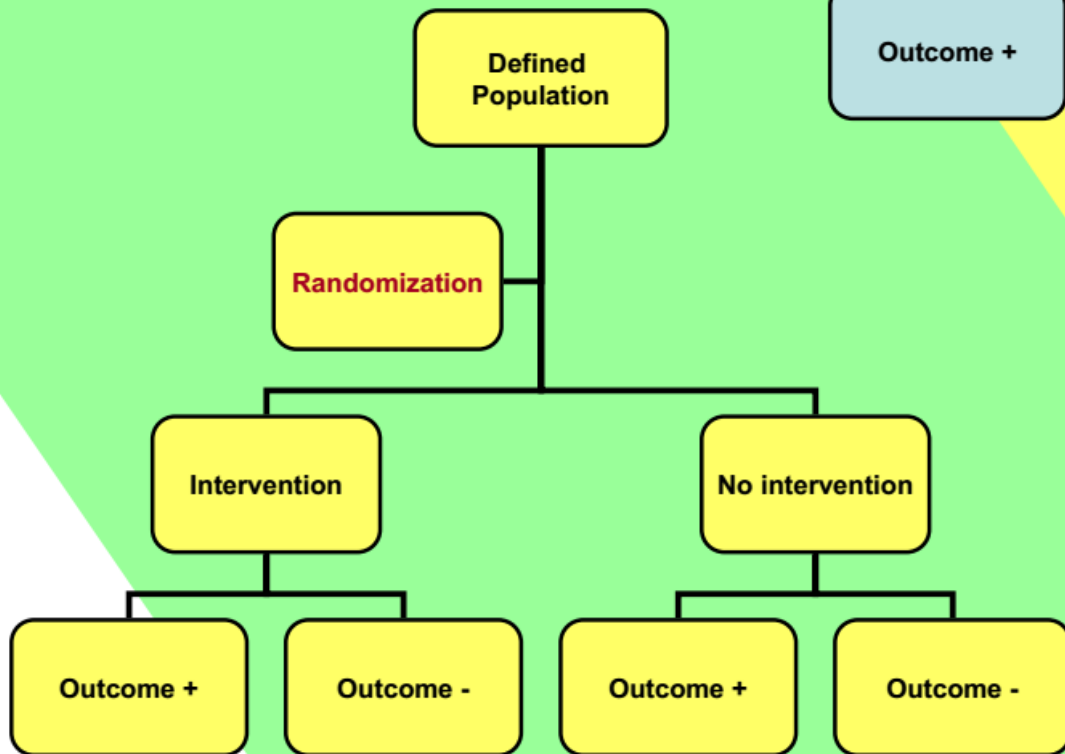 Defined
Population
Outcome +
Randomization
Intervention
No intervention
Outcome +
Outcome -
Outcome +
Outcome -